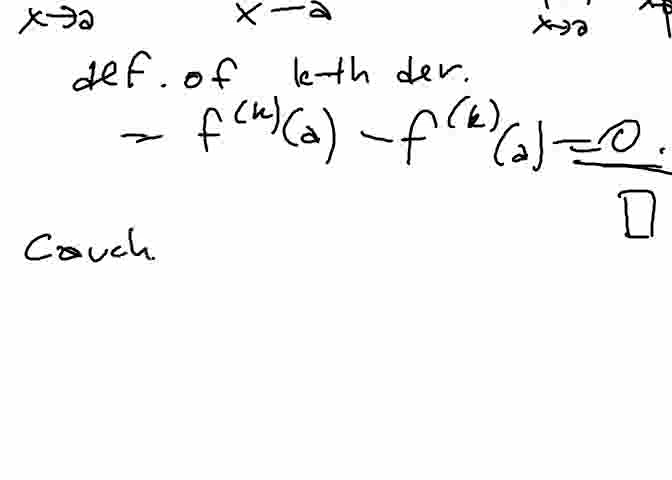 x→a x-a x→a
def. of k-th der.
= f^(k)(a) - f^(k)(a) = 0.
□
Cauch